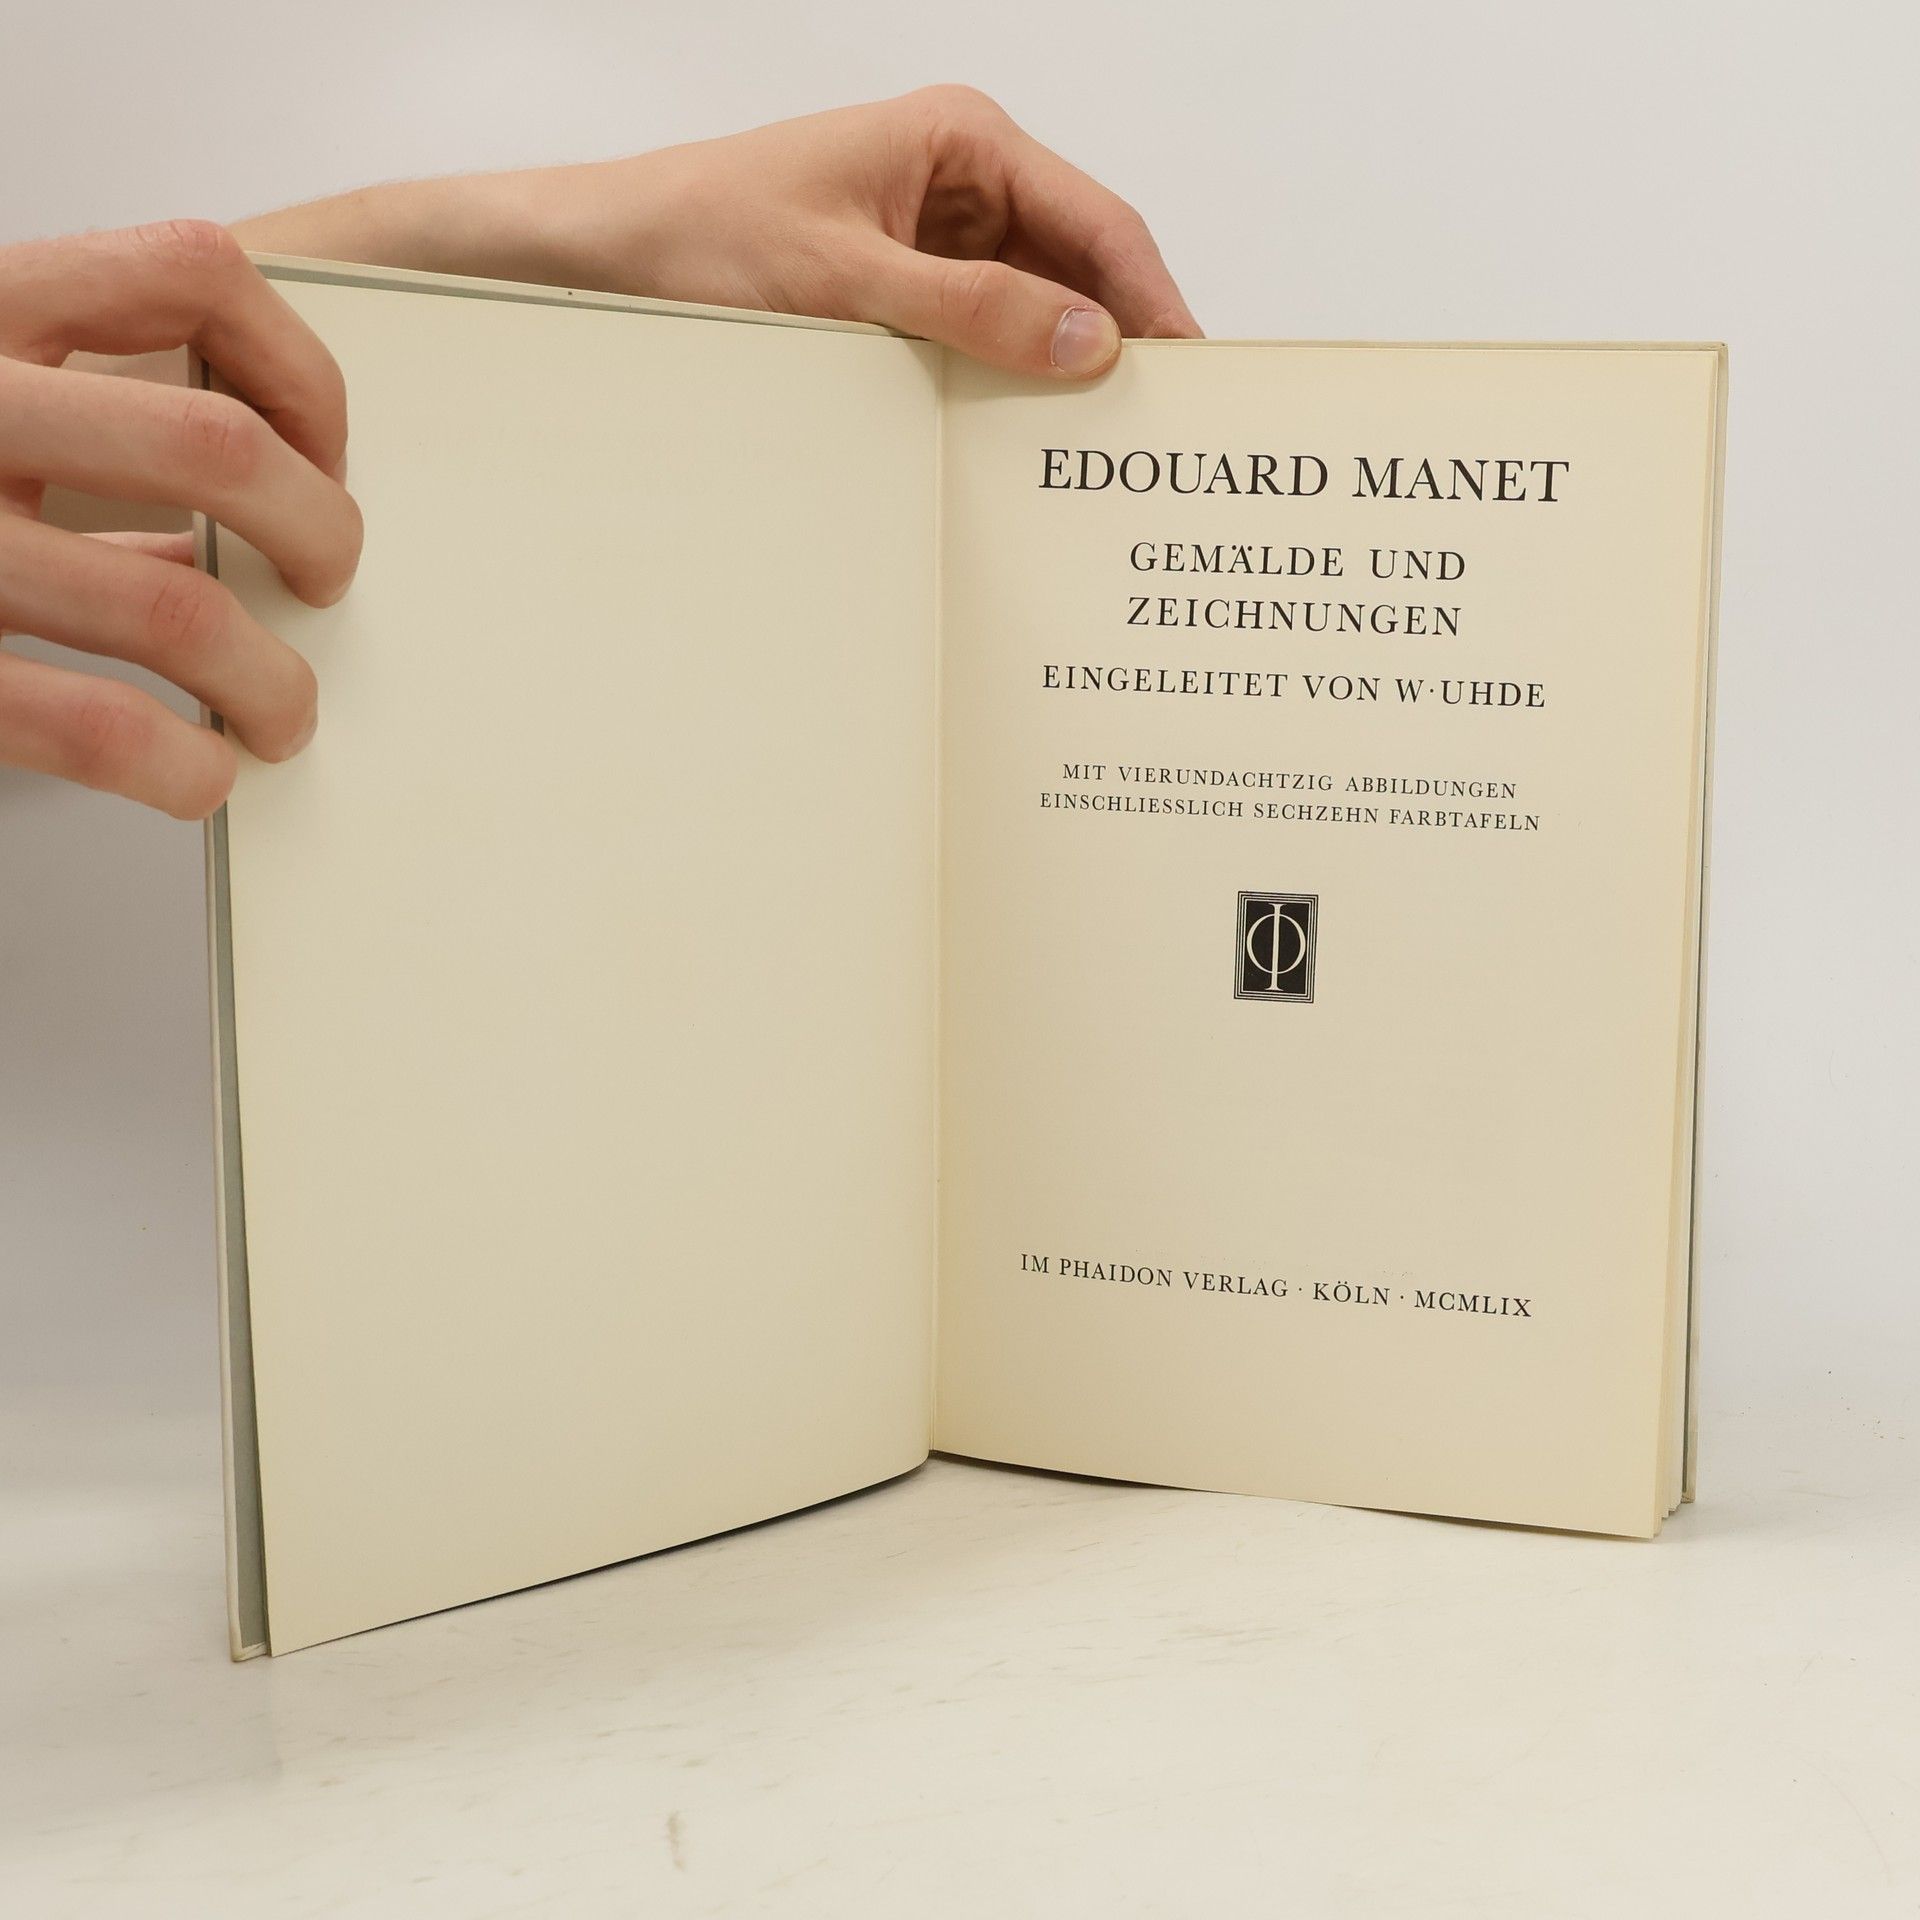 EDOUARD MANET
GEMÄLDE UND
ZEICHNUNGEN
EINGELEITET VON W·UHDE
MIT VIERUNDACHTZIG ABBILDUNGEN
EINSCHLIESSLICH SECHZEHN FARBTAFELN
IM PHAIDON VERLAG · KÖLN · MCMLIX